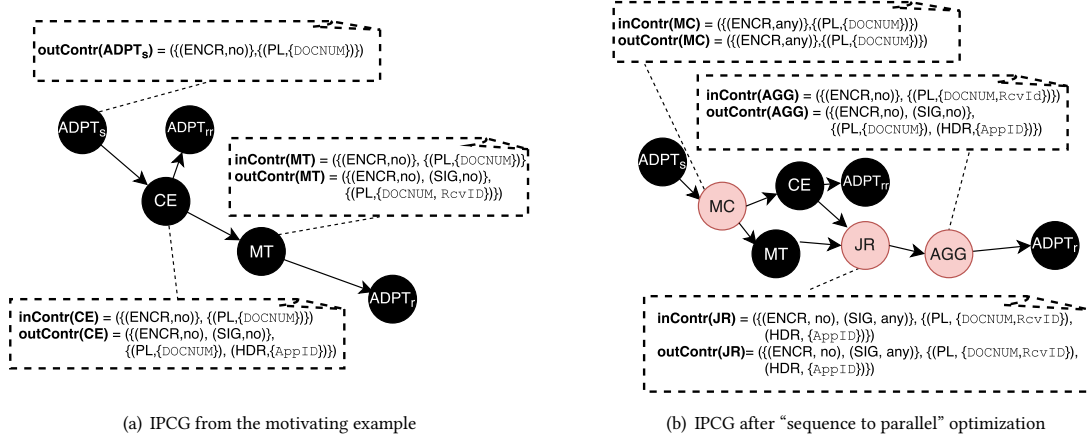 outContr(ADPTs) = ({(ENCR,no)},{(PL,{DOCNUM})})
ADPTs
ADPTrr
inContr(MT) = ({(ENCR,no)}, {(PL,{DOCNUM})}
outContr(MT) = ({(ENCR,no), (SIG,no)},
{(PL,{DOCNUM, RcvID})})
CE
MT
ADPTr
inContr(CE) = ({(ENCR,no)}, {(PL,{DOCNUM})})
outContr(CE) = ({(ENCR,no), (SIG,no)},
{(PL,{DOCNUM}), (HDR,{AppID})})
(a) IPCG from the motivating example
inContr(MC) = ({(ENCR,any)},{(PL,{DOCNUM})})
outContr(MC) = ({(ENCR,any)},{(PL,{DOCNUM})})
inContr(AGG) = ({(ENCR,no)}, {(PL,{DOCNUM,RcvId})})
outContr(AGG) = ({(ENCR,no), (SIG,no)},
{(PL,{DOCNUM}), (HDR,{AppID})})
ADPTs
MC
CE
ADPTrr
MT
JR
AGG
ADPTr
inContr(JR) = ({(ENCR, no), (SIG, any)}, {(PL, {DOCNUM,RcvID}),
(HDR, {AppID})})
outContr(JR)= ({(ENCR, no), (SIG, any)}, {(PL, {DOCNUM,RcvID}),
(HDR, {AppID})})
(b) IPCG after “sequence to parallel” optimization